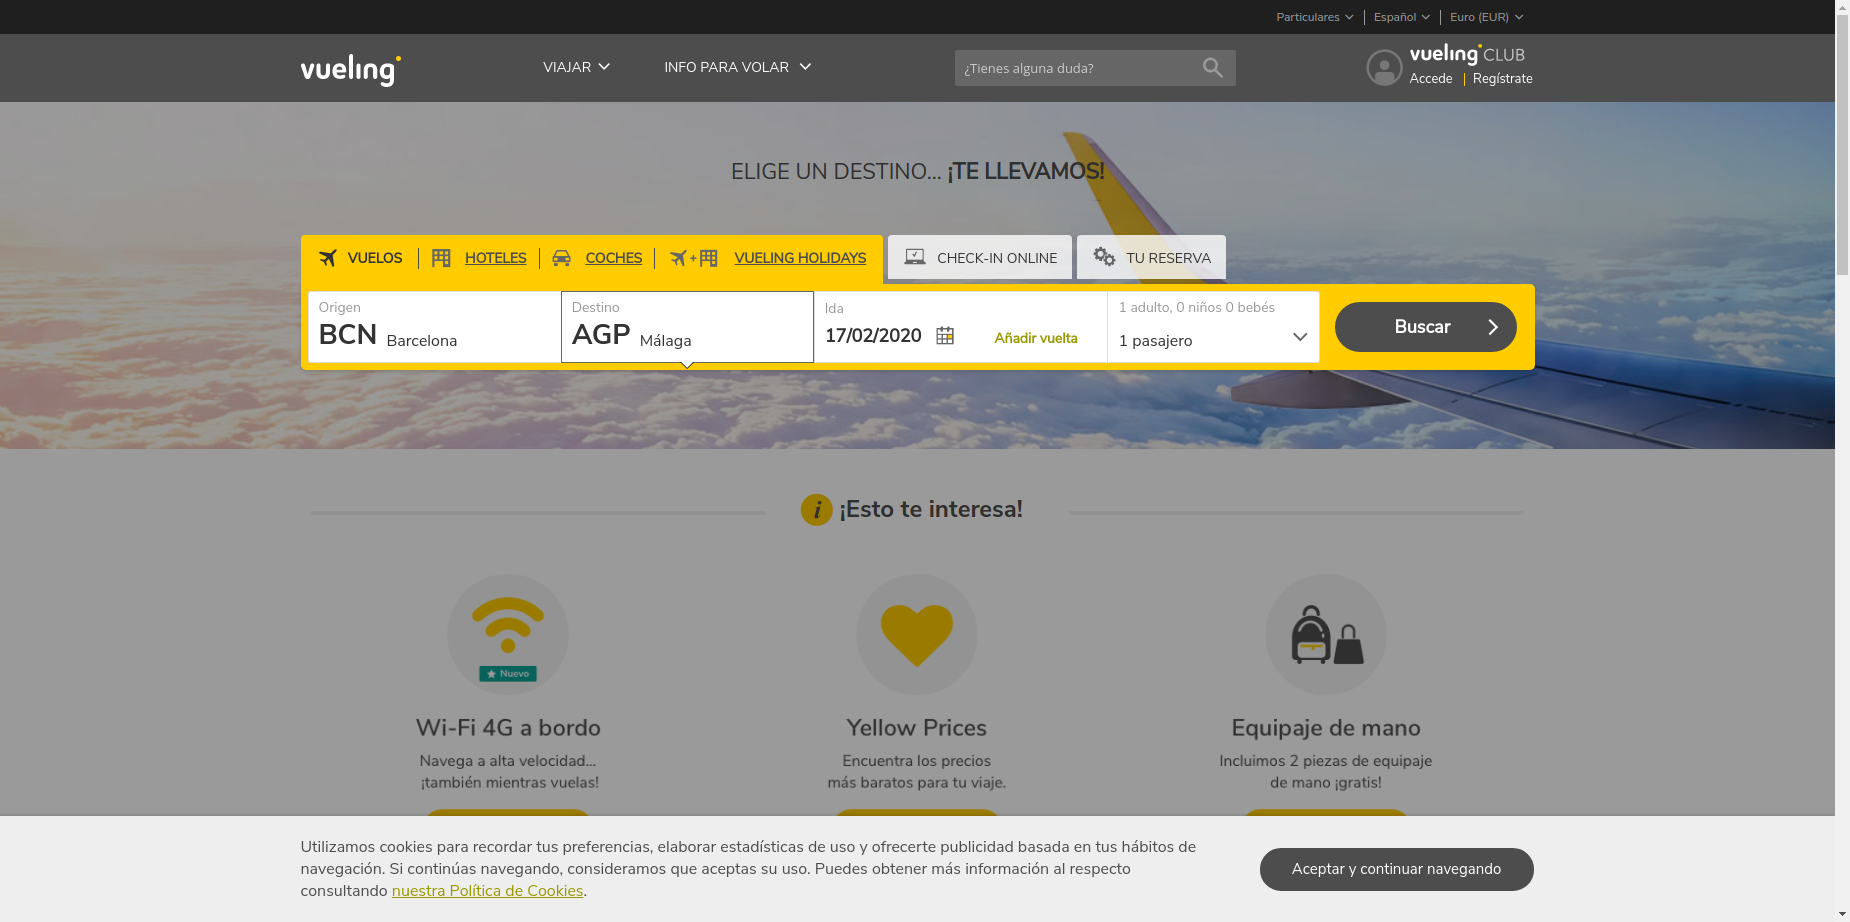 Particulares
Español
Euro (EUR)
vueling
VIAJAR
INFO PARA VOLAR
¿Tienes alguna duda?
vueling CLUB
Accede
Regístrate
ELIGE UN DESTINO... ¡TE LLEVAMOS!
VUELOS
HOTELES
COCHES
+
VUELING HOLIDAYS
CHECK-IN ONLINE
TU RESERVA
Origen
BCN Barcelona
Destino
AGP Málaga
Ida
17/02/2020
Añadir vuelta
1 adulto, 0 niños 0 bebés
1 pasajero
Buscar
i ¡Esto te interesa!
Nuevo
Wi-Fi 4G a bordo
Navega a alta velocidad...
¡también mientras vuelas!
Yellow Prices
Encuentra los precios
más baratos para tu viaje.
Equipaje de mano
Incluimos 2 piezas de equipaje
de mano ¡gratis!
Utilizamos cookies para recordar tus preferencias, elaborar estadísticas de uso y ofrecerte publicidad basada en tus hábitos de
navegación. Si continúas navegando, consideramos que aceptas su uso. Puedes obtener más información al respecto
consultando nuestra Política de Cookies.
Aceptar y continuar navegando